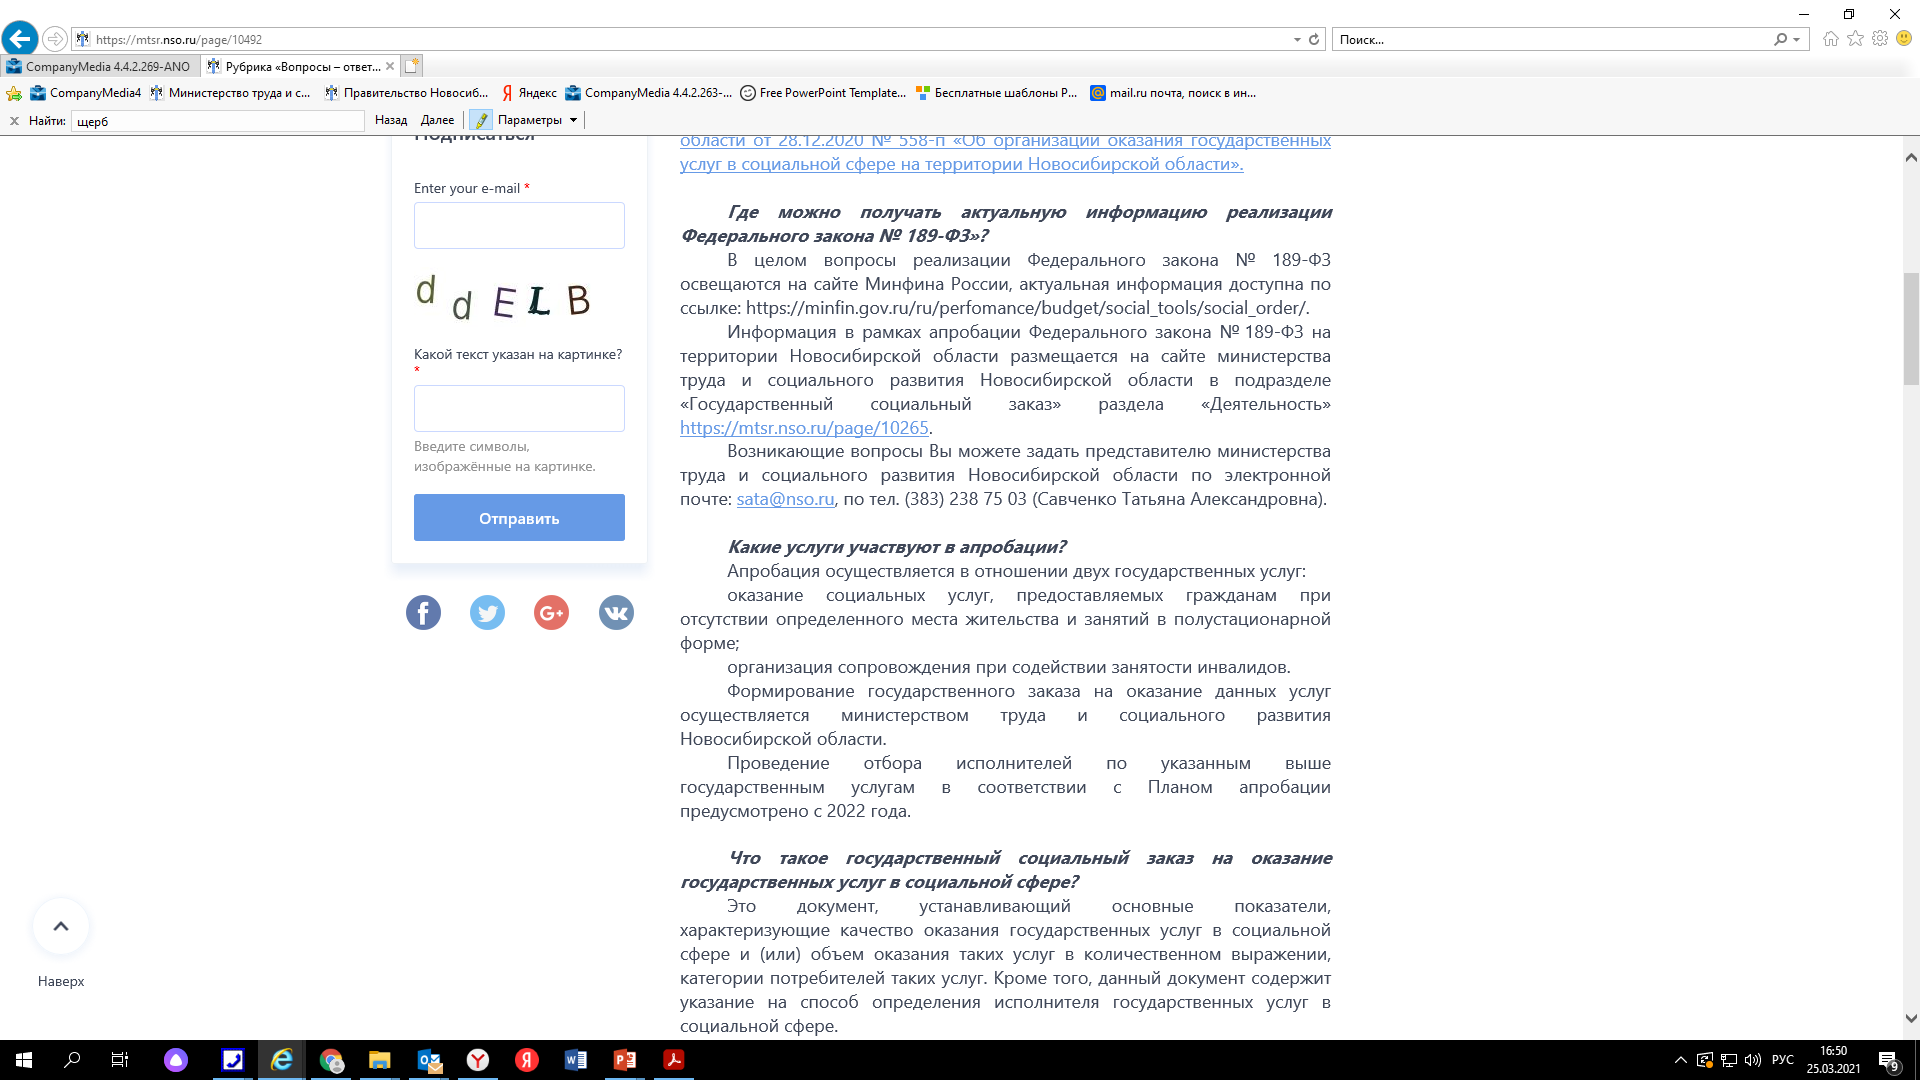 https://mtsr.nso.ru/page/10492
Поиск...
CompanyMedia 4.4.2.269-ANO
Рубрика «Вопросы – ответ...
CompanyMedia4
Министерство труда и с...
Правительство Новосиб...
Яндекс
CompanyMedia 4.4.2.263-...
Free PowerPoint Template...
Бесплатные шаблоны P...
mail.ru почта, поиск в ин...
Найти: щерб
Назад
Далее
Параметры
Подписаться
Enter your e-mail *
d d E L B
Какой текст указан на картинке?
*
Введите символы,
изображённые на картинке.
Отправить
Наверх
области от 28.12.2020 № 558-п «Об организации оказания государственных
услуг в социальной сфере на территории Новосибирской области».
Где можно получать актуальную информацию реализации
Федерального закона № 189-ФЗ»?
В целом вопросы реализации Федерального закона № 189-ФЗ
освещаются на сайте Минфина России, актуальная информация доступна по
ссылке: https://minfin.gov.ru/ru/perfomance/budget/social_tools/social_order/.
Информация в рамках апробации Федерального закона № 189-ФЗ на
территории Новосибирской области размещается на сайте министерства
труда и социального развития Новосибирской области в подразделе
«Государственный социальный заказ» раздела «Деятельность»
https://mtsr.nso.ru/page/10265.
Возникающие вопросы Вы можете задать представителю министерства
труда и социального развития Новосибирской области по электронной
почте: sata@nso.ru, по тел. (383) 238 75 03 (Савченко Татьяна Александровна).
Какие услуги участвуют в апробации?
Апробация осуществляется в отношении двух государственных услуг:
оказание социальных услуг, предоставляемых гражданам при
отсутствии определенного места жительства и занятий в полустационарной
форме;
организация сопровождения при содействии занятости инвалидов.
Формирование государственного заказа на оказание данных услуг
осуществляется министерством труда и социального развития
Новосибирской области.
Проведение отбора исполнителей по указанным выше
государственным услугам в соответствии с Планом апробации
предусмотрено с 2022 года.
Что такое государственный социальный заказ на оказание
государственных услуг в социальной сфере?
Это документ, устанавливающий основные показатели,
характеризующие качество оказания государственных услуг в социальной
сфере и (или) объем оказания таких услуг в количественном выражении,
категории потребителей таких услуг. Кроме того, данный документ содержит
указание на способ определения исполнителя государственных услуг в
социальной сфере.
РУС
16:50
25.03.2021
9